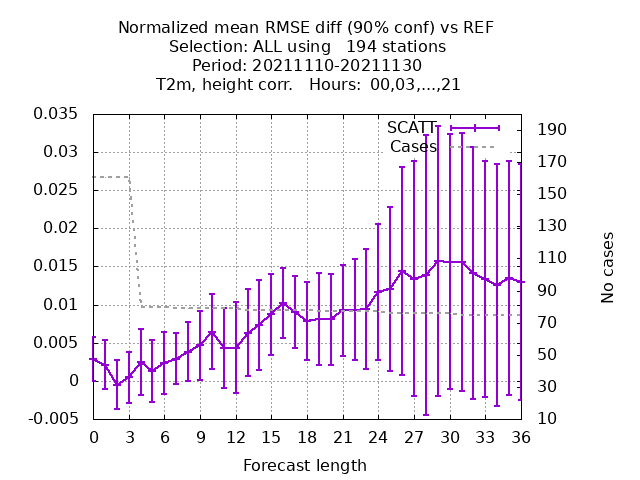 Normalized mean RMSE diff (90% conf) vs REF
Selection: ALL using   194 stations
Period: 20211110-20211130
T2m, height corr.   Hours: 00,03,...,21
SCATT
Cases
0.035
0.03
0.025
0.02
0.015
0.01
0.005
0
-0.005
190
170
150
130
110
90
70
50
30
10
No cases
0 3 6 9 12 15 18 21 24 27 30 33 36
Forecast length